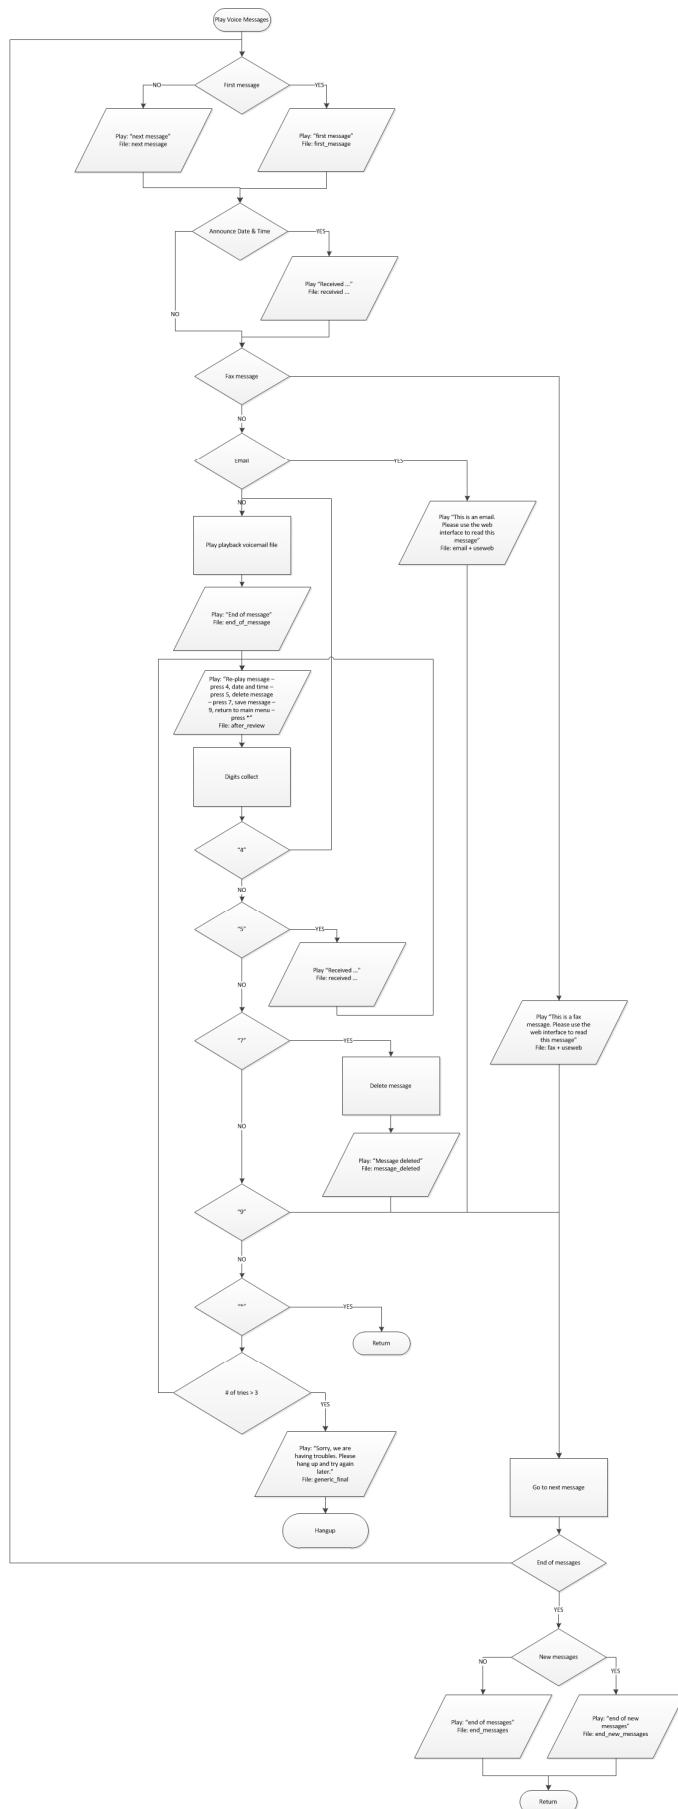 Play Voice Messages
First message
NO
YES
Play: "next message"
File: next message
Play: "first message"
File: first_message
Announce Date & Time
YES
Play "Received ..."
File: received ...
NO
Fax message
NO
Email
YES
NO
Play "This is an email.
Please use the web
interface to read this
message"
File: email + useweb
Play playback voicemail file
Play: "End of message"
File: end_of_message
Play: "Re-play message –
press 4, date and time –
press 5, delete message
– press 7, save message –
9, return to main menu –
press *"
File: after_review
Digits collect
"4"
NO
"5"
YES
Play "Received ..."
File: received ...
NO
Play "This is a fax
message. Please use the
web interface to read
this message"
File: fax + useweb
"7"
YES
Delete message
NO
Play: "Message deleted"
File: message_deleted
"9"
NO
"*"
YES
Return
# of tries > 3
YES
Play: "Sorry, we are
having troubles. Please
hang up and try again
later."
File: generic_final
Go to next message
Hangup
End of messages
YES
New messages
NO
YES
Play: "end of messages"
File: end_messages
Play: "end of new
messages"
File: end_new_messages
Return